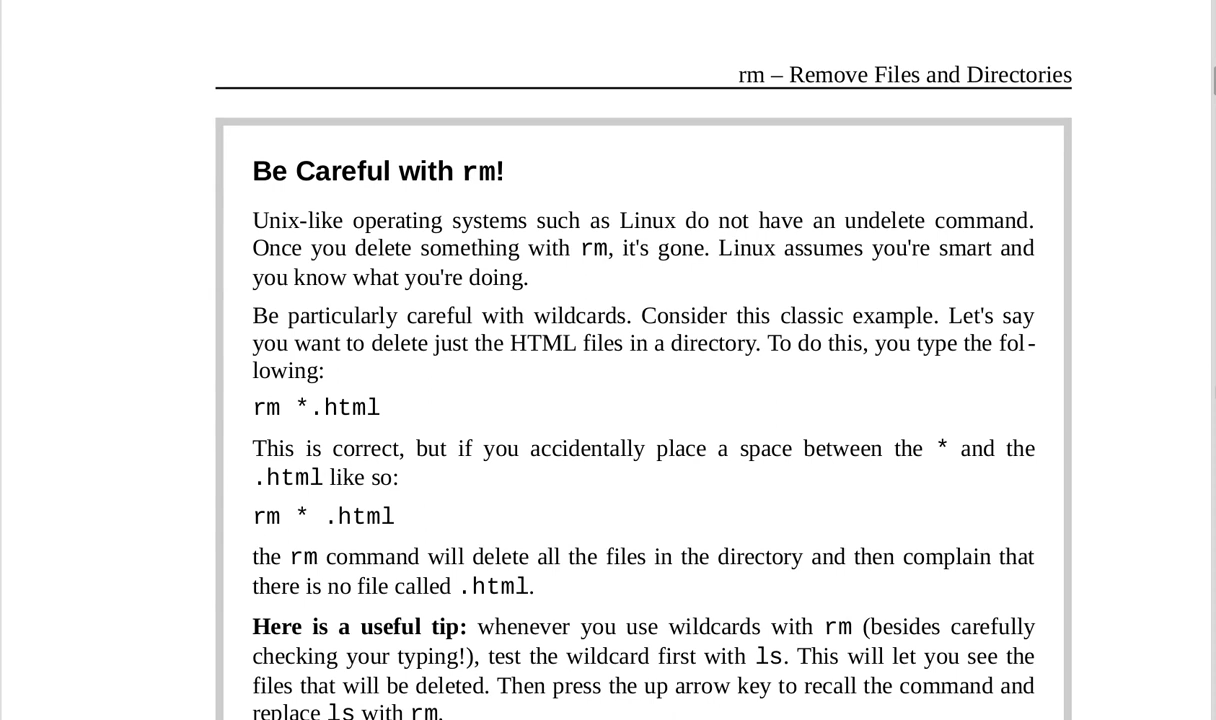 rm – Remove Files and Directories
Be Careful with rm!
Unix-like operating systems such as Linux do not have an undelete command.
Once you delete something with rm, it's gone. Linux assumes you're smart and
you know what you're doing.
Be particularly careful with wildcards. Consider this classic example. Let's say
you want to delete just the HTML files in a directory. To do this, you type the fol-
lowing:
rm *.html
This is correct, but if you accidentally place a space between the * and the
.html like so:
rm * .html
the rm command will delete all the files in the directory and then complain that
there is no file called .html.
Here is a useful tip: whenever you use wildcards with rm (besides carefully
checking your typing!), test the wildcard first with ls. This will let you see the
files that will be deleted. Then press the up arrow key to recall the command and
replace ls with rm.